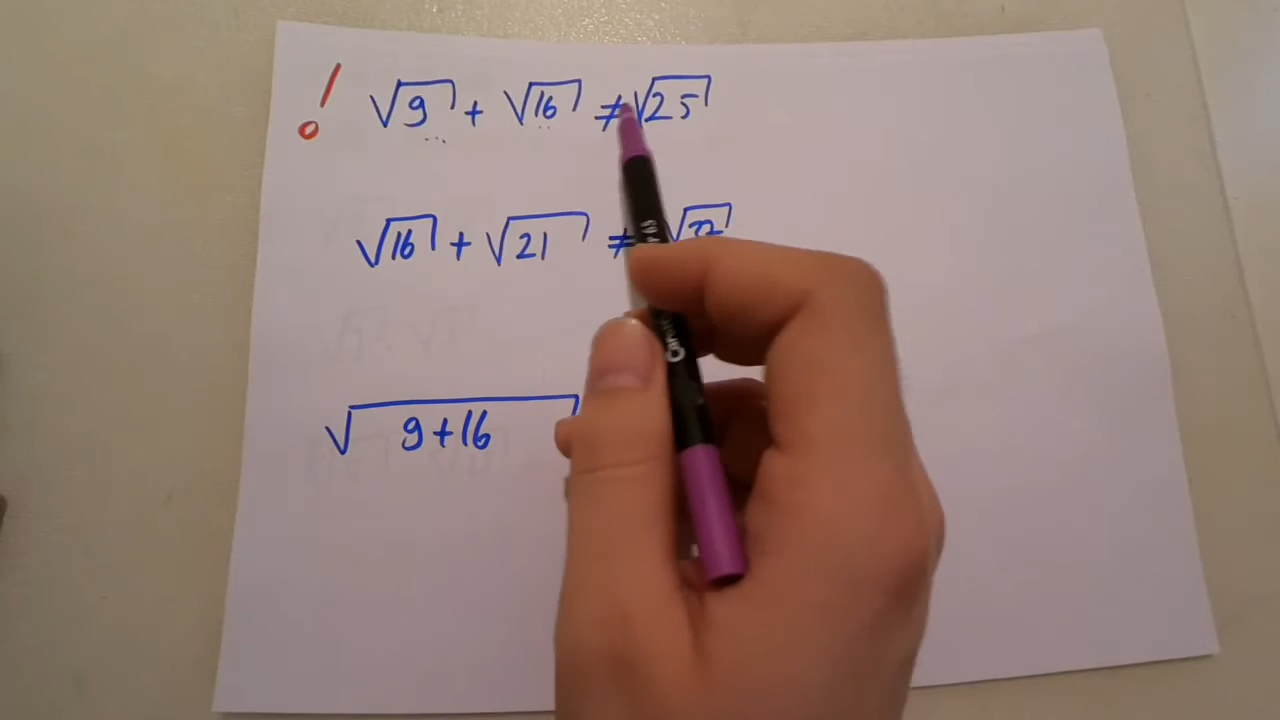 ! √9 + √16 ≠ √25
√16 + √21 ≠
√9+16